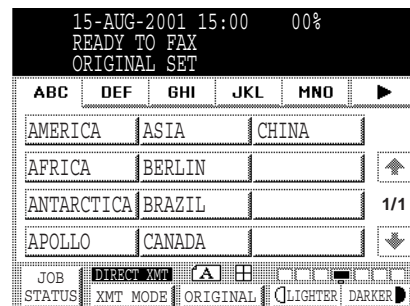 15-AUG-2001 15:00 00%
READY TO FAX
ORIGINAL SET
ABC DEF GHI JKL MNO
AMERICA ASIA CHINA
AFRICA BERLIN
ANTARCTICA BRAZIL 1/1
APOLLO CANADA
JOB STATUS DIRECT XMT A
XMT MODE ORIGINAL LIGHTER DARKER